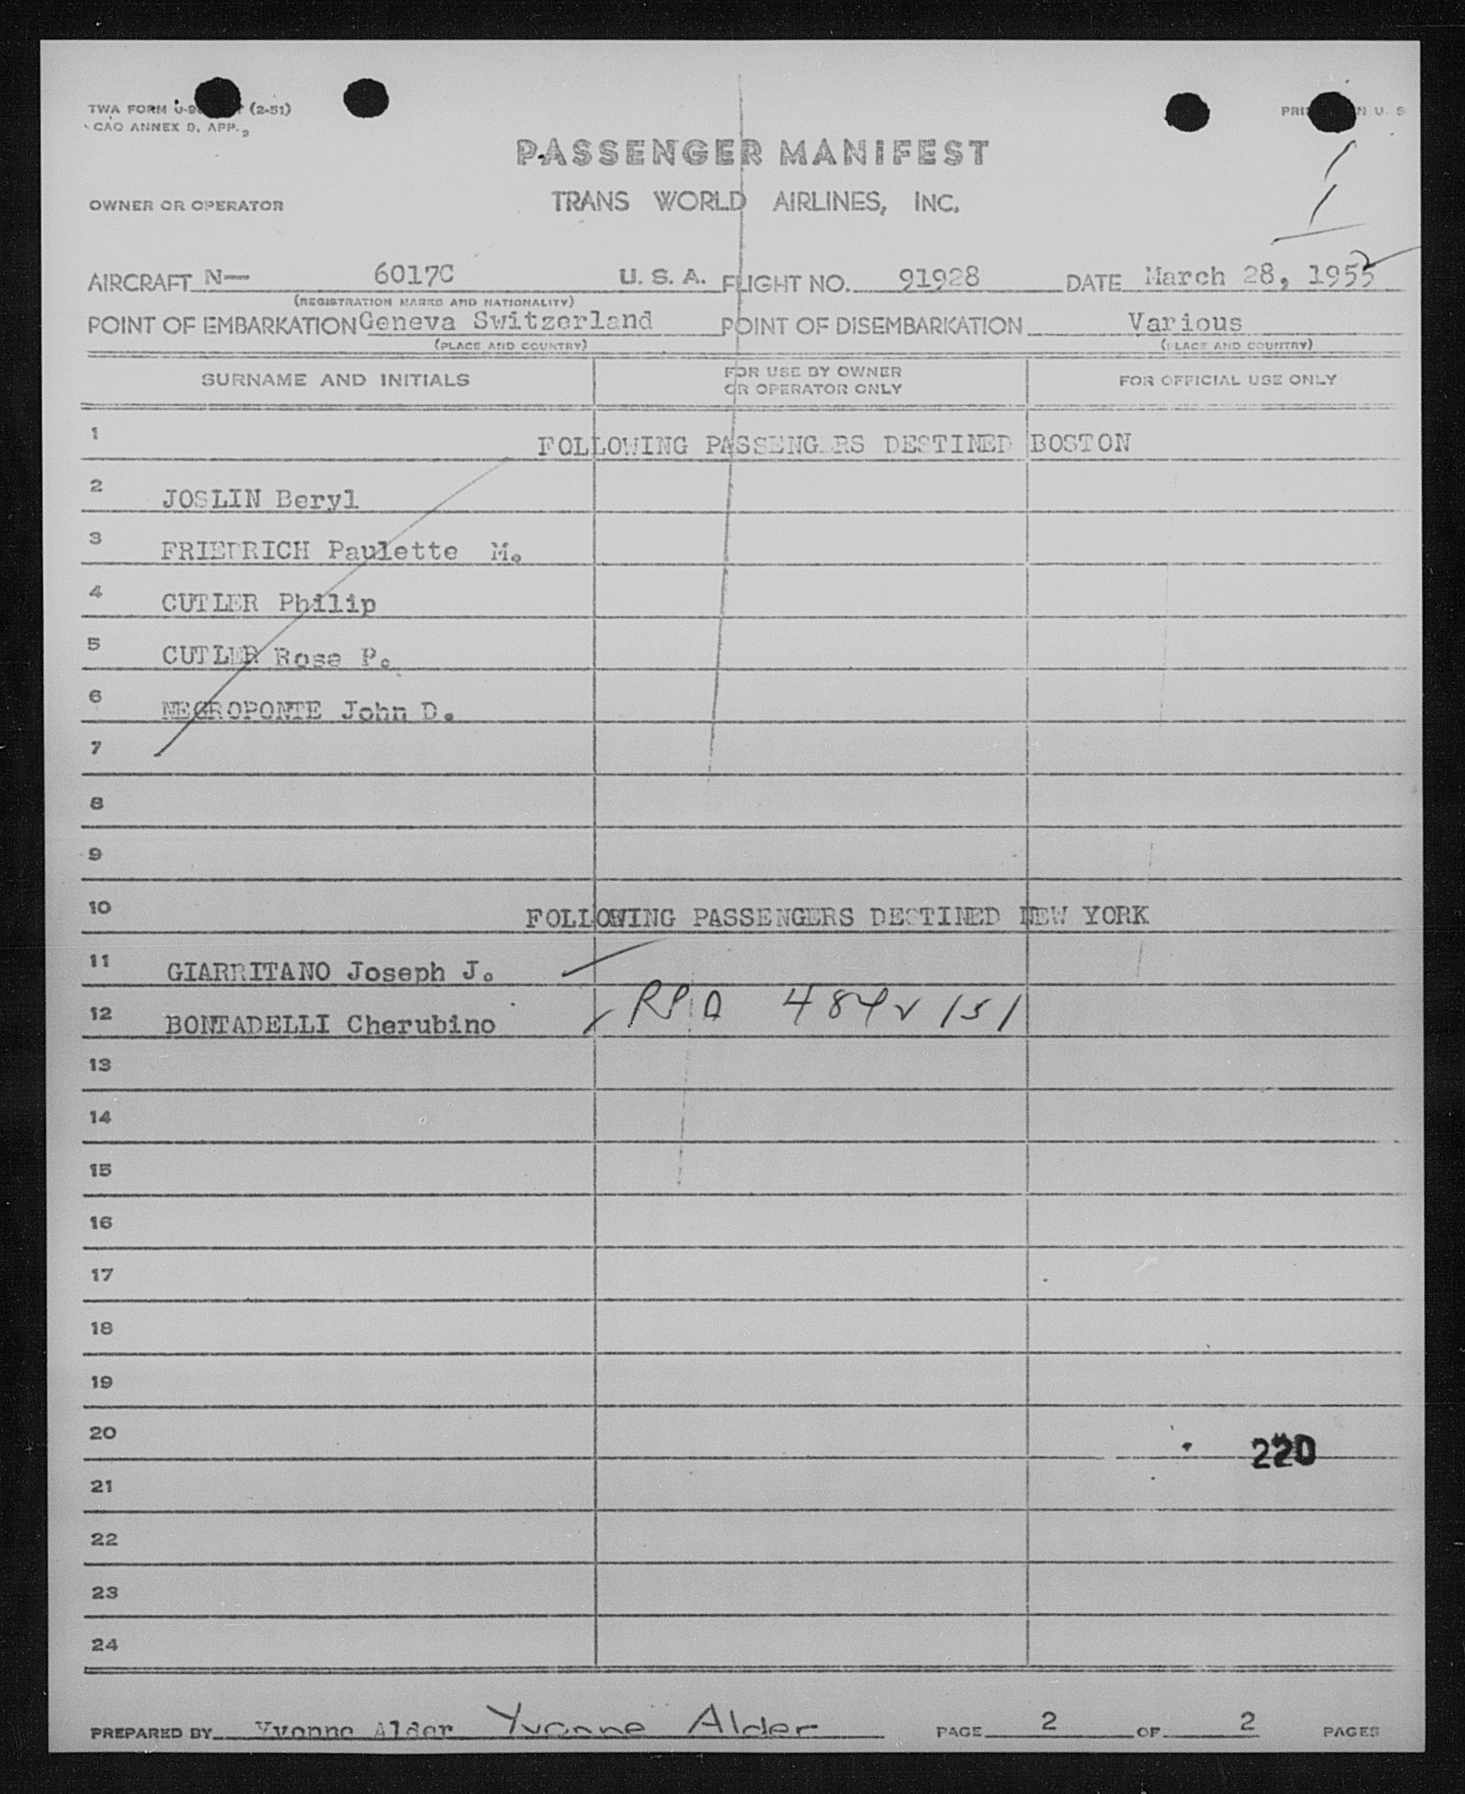 TWA FORM (2-51)
CAO ANNEX 9, APP. 2
PASSENGER MANIFEST
OWNER OR OPERATOR TRANS WORLD AIRLINES, INC.
AIRCRAFT N— 6017C U. S. A. FLIGHT NO. 91928 DATE March 28, 1955
(REGISTRATION MARKS AND NATIONALITY)
POINT OF EMBARKATION Geneva Switzerland POINT OF DISEMBARKATION Various
(PLACE AND COUNTRY) (PLACE AND COUNTRY)
SURNAME AND INITIALS FOR USE BY OWNER OR OPERATOR ONLY FOR OFFICIAL USE ONLY
1 FOLLOWING PASSENGERS DESTINED BOSTON
2 JOSLIN Beryl
3 FRIEDRICH Paulette M.
4 CUTLER Philip
5 CUTLER Rose P.
6 NEGROPONTE John D.
7
8
9
10 FOLLOWING PASSENGERS DESTINED NEW YORK
11 GIARRITANO Joseph J.
12 BONTADELLI Cherubino
13
14
15
16
17
18
19
20 220
21
22
23
24
PREPARED BY Yvonne Alder Yvonne Alder PAGE 2 OF 2 PAGES